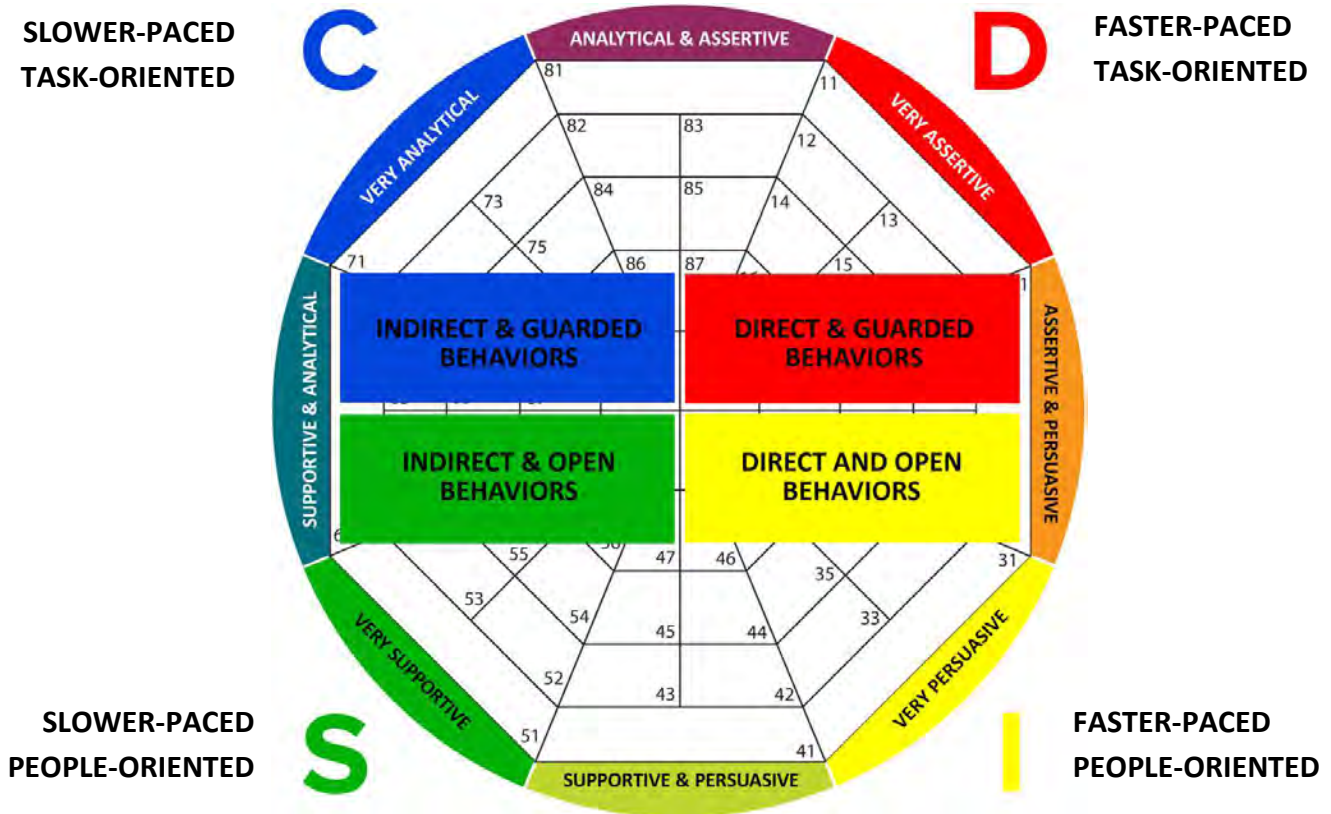 SLOWER-PACED
TASK-ORIENTED
C
ANALYTICAL & ASSERTIVE
D
FASTER-PACED
TASK-ORIENTED
VERY ANALYTICAL
VERY ASSERTIVE
81
11
82
83
12
73
84
85
14
13
75
86
87
15
71
1
SUPPORTIVE & ANALYTICAL
ASSERTIVE & PERSUASIVE
INDIRECT & GUARDED
BEHAVIORS
DIRECT & GUARDED
BEHAVIORS
INDIRECT & OPEN
BEHAVIORS
DIRECT AND OPEN
BEHAVIORS
55
47
46
35
31
53
54
45
44
33
52
43
42
51
41
VERY SUPPORTIVE
VERY PERSUASIVE
SLOWER-PACED
PEOPLE-ORIENTED
S
SUPPORTIVE & PERSUASIVE
I
FASTER-PACED
PEOPLE-ORIENTED